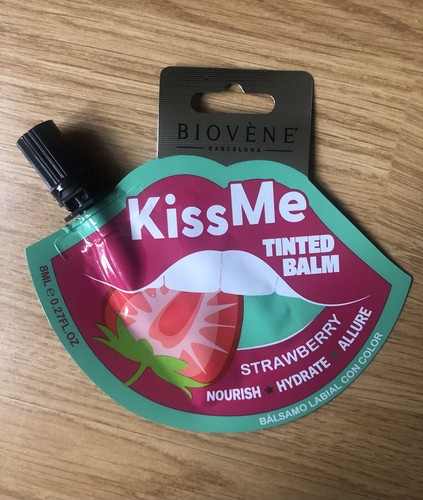 BIOVÈNE®
BARCELONA
KissMe
TINTED
BALM
8ML e 0.27FL.OZ
STRAWBERRY
NOURISH ★ HYDRATE ★ ALLURE
BÁLSAMO LABIAL CON COLOR